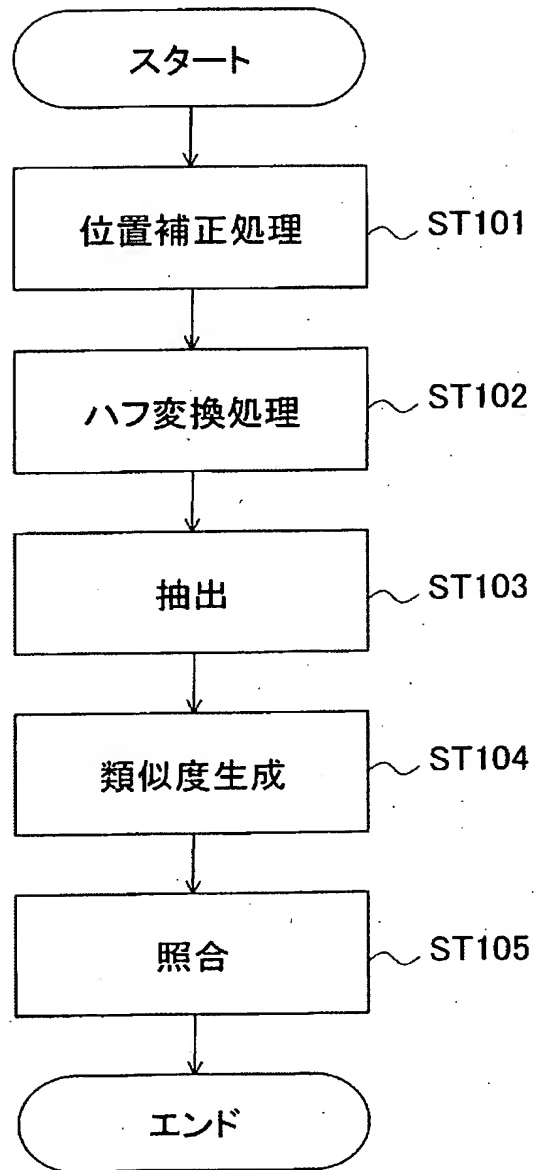 スタート
位置補正処理
ST101
ハフ変換処理
ST102
抽出
ST103
類似度生成
ST104
照合
ST105
エンド